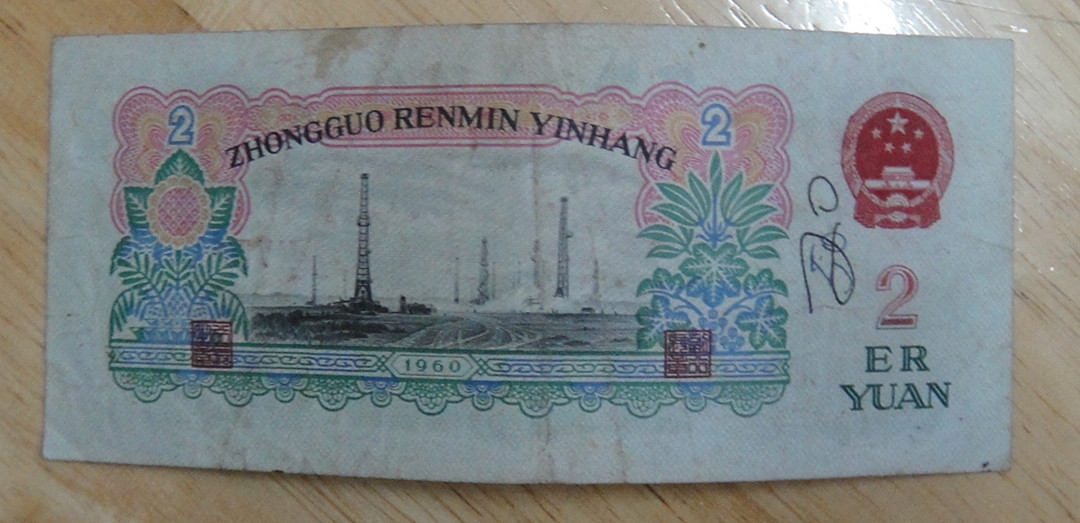 2
2
ZHONGGUO RENMIN YINHANG
2
ER
YUAN
1960